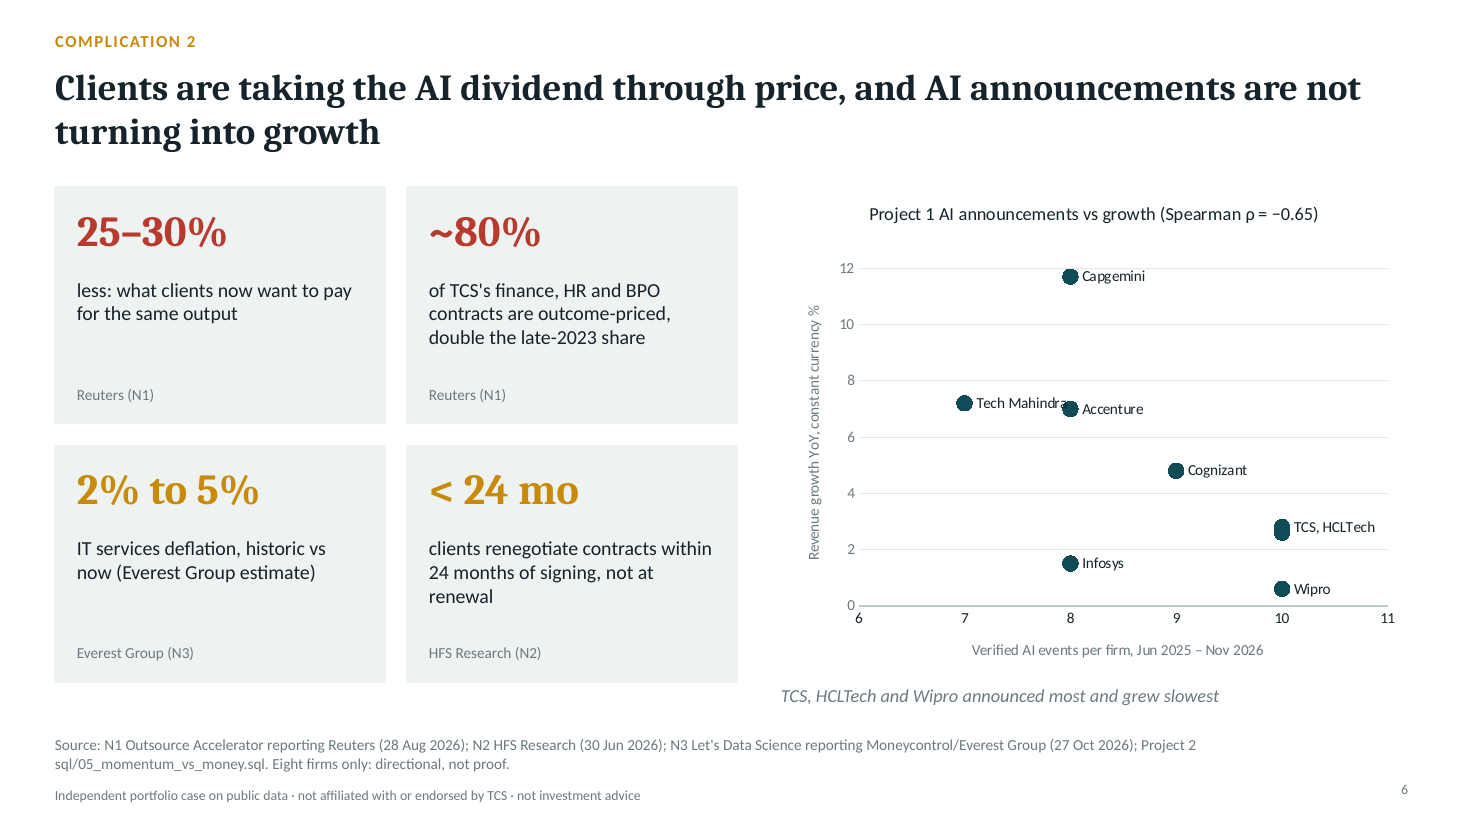 COMPLICATION 2
Clients are taking the AI dividend through price, and AI announcements are not
turning into growth
25–30%
less: what clients now want to pay
for the same output
Reuters (N1)
~80%
of TCS's finance, HR and BPO
contracts are outcome-priced,
double the late-2023 share
Reuters (N1)
2% to 5%
IT services deflation, historic vs
now (Everest Group estimate)
Everest Group (N3)
< 24 mo
clients renegotiate contracts within
24 months of signing, not at
renewal
HFS Research (N2)
Project 1 AI announcements vs growth (Spearman ρ = −0.65)
Revenue growth YoY, constant currency %
12
10
8
6
4
2
0
Capgemini
Tech Mahindra
Accenture
Cognizant
TCS, HCLTech
Infosys
Wipro
6 7 8 9 10 11
Verified AI events per firm, Jun 2025 – Nov 2026
TCS, HCLTech and Wipro announced most and grew slowest
Source: N1 Outsource Accelerator reporting Reuters (28 Aug 2026); N2 HFS Research (30 Jun 2026); N3 Let's Data Science reporting Moneycontrol/Everest Group (27 Oct 2026); Project 2
sql/05_momentum_vs_money.sql. Eight firms only: directional, not proof.
Independent portfolio case on public data · not affiliated with or endorsed by TCS · not investment advice
6